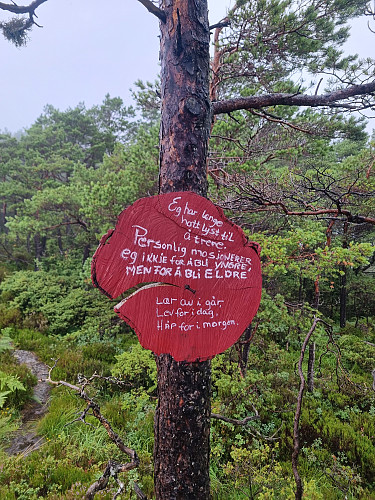 Eg har lenge
hatt lyst til
å trene.
Personlig mosjonerer
eg ikkje for å bli YNGRE,
MEN FOR Å BLI ELDRE
Lær av i går,
Lev for i dag,
Håp for i morgen.